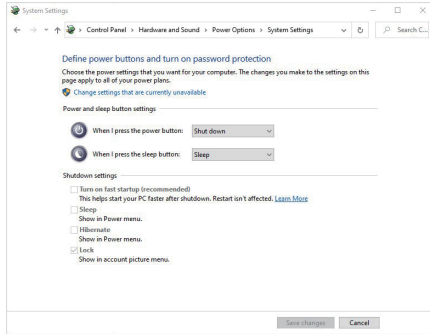 System Settings
Control Panel > Hardware and Sound > Power Options > System Settings
Search C...
Define power buttons and turn on password protection
Choose the power settings that you want for your computer. The changes you make to the settings on this
page apply to all of your power plans.
Change settings that are currently unavailable
Power and sleep button settings
When I press the power button: Shut down
When I press the sleep button: Sleep
Shutdown settings
Turn on fast startup (recommended)
This helps start your PC faster after shutdown. Restart isn't affected. Learn More
Sleep
Show in Power menu.
Hibernate
Show in Power menu.
Lock
Show in account picture menu.
Save changes Cancel